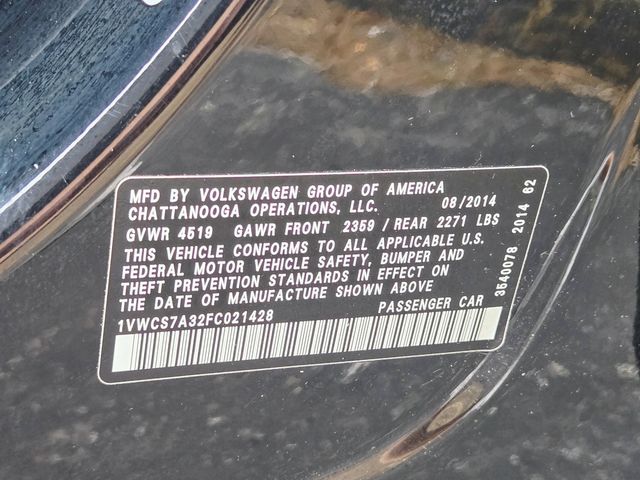 MFD BY VOLKSWAGEN GROUP OF AMERICA
CHATTANOOGA OPERATIONS, LLC. 08/2014
GVWR 4519 GAWR FRONT 2359 / REAR 2271 LBS
THIS VEHICLE CONFORMS TO ALL APPLICABLE U.S.
FEDERAL MOTOR VEHICLE SAFETY, BUMPER AND
THEFT PREVENTION STANDARDS IN EFFECT ON
THE DATE OF MANUFACTURE SHOWN ABOVE
1VWCS7A32FC021428 PASSENGER CAR
3540078 2014 62